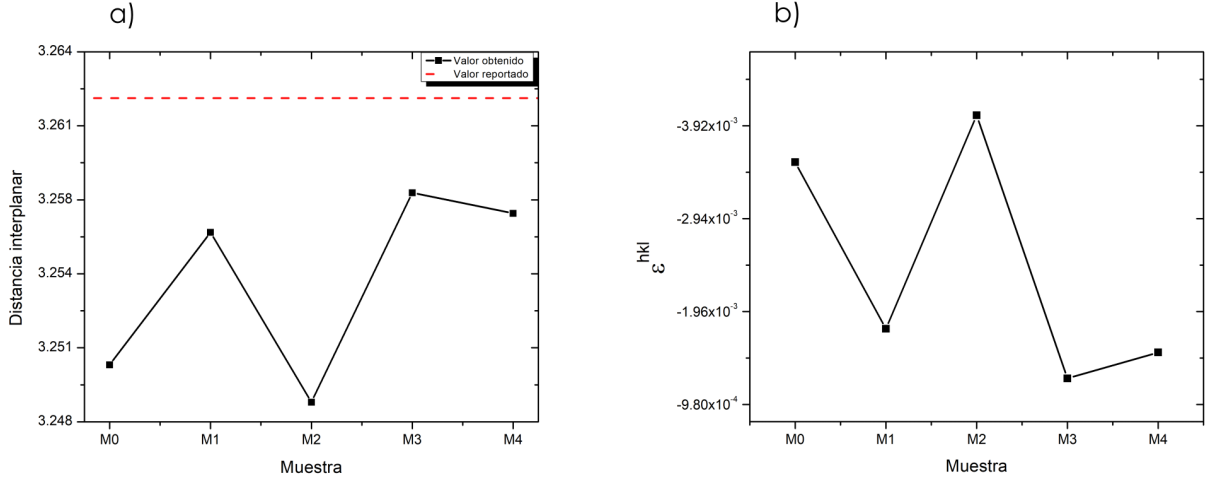 a)
3.264
3.261
3.258
3.254
3.251
3.248
Distancia interplanar
Valor obtenido
Valor reportado
M0 M1 M2 M3 M4
Muestra
b)
-3.92x10⁻³
-2.94x10⁻³
-1.96x10⁻³
-9.80x10⁻⁴
εʰᵏˡ
M0 M1 M2 M3 M4
Muestra